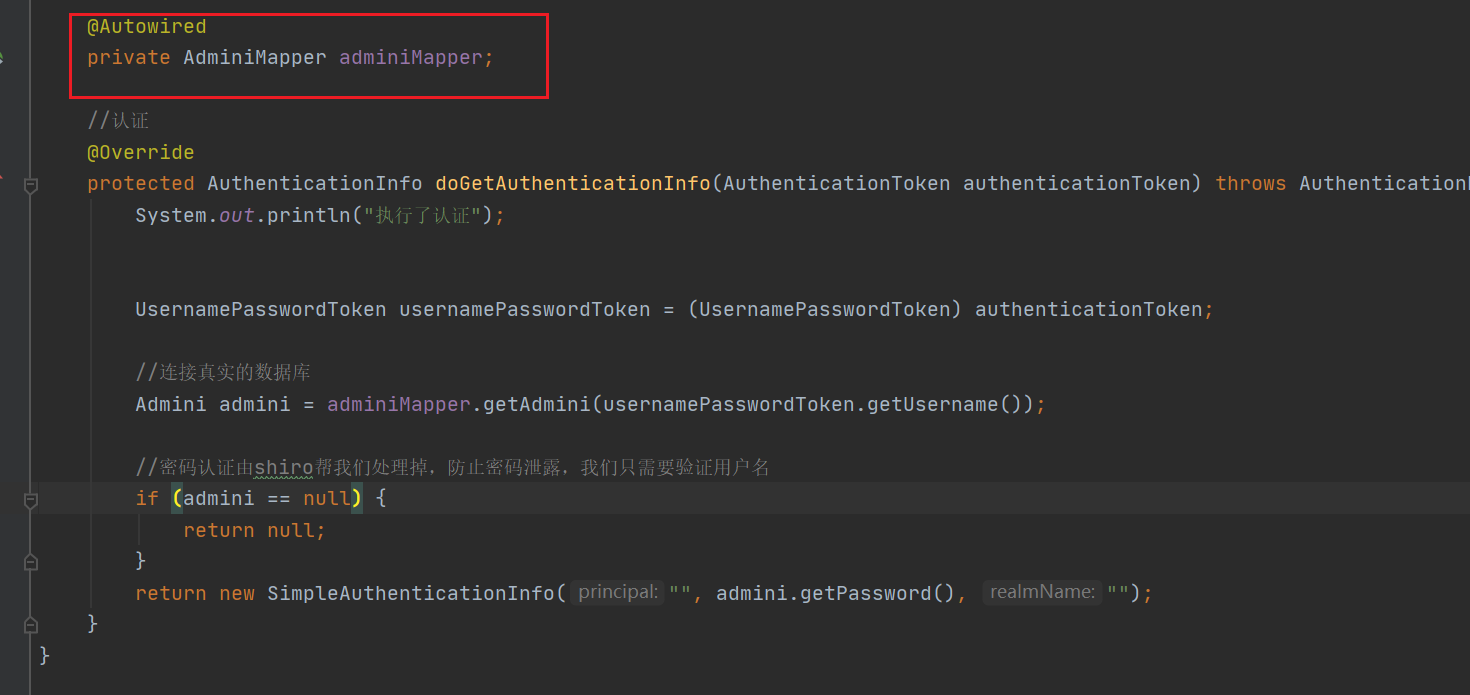 @Autowired
private AdminiMapper adminiMapper;
//认证
@Override
protected AuthenticationInfo doGetAuthenticationInfo(AuthenticationToken authenticationToken) throws Authentication
System.out.println("执行了认证");
UsernamePasswordToken usernamePasswordToken = (UsernamePasswordToken) authenticationToken;
//连接真实的数据库
Admini admini = adminiMapper.getAdmini(usernamePasswordToken.getUsername());
//密码认证由shiro帮我们处理掉，防止密码泄露，我们只需要验证用户名
if (admini == null) {
return null;
}
return new SimpleAuthenticationInfo( principal: "", admini.getPassword(), realmName: "");
}
}